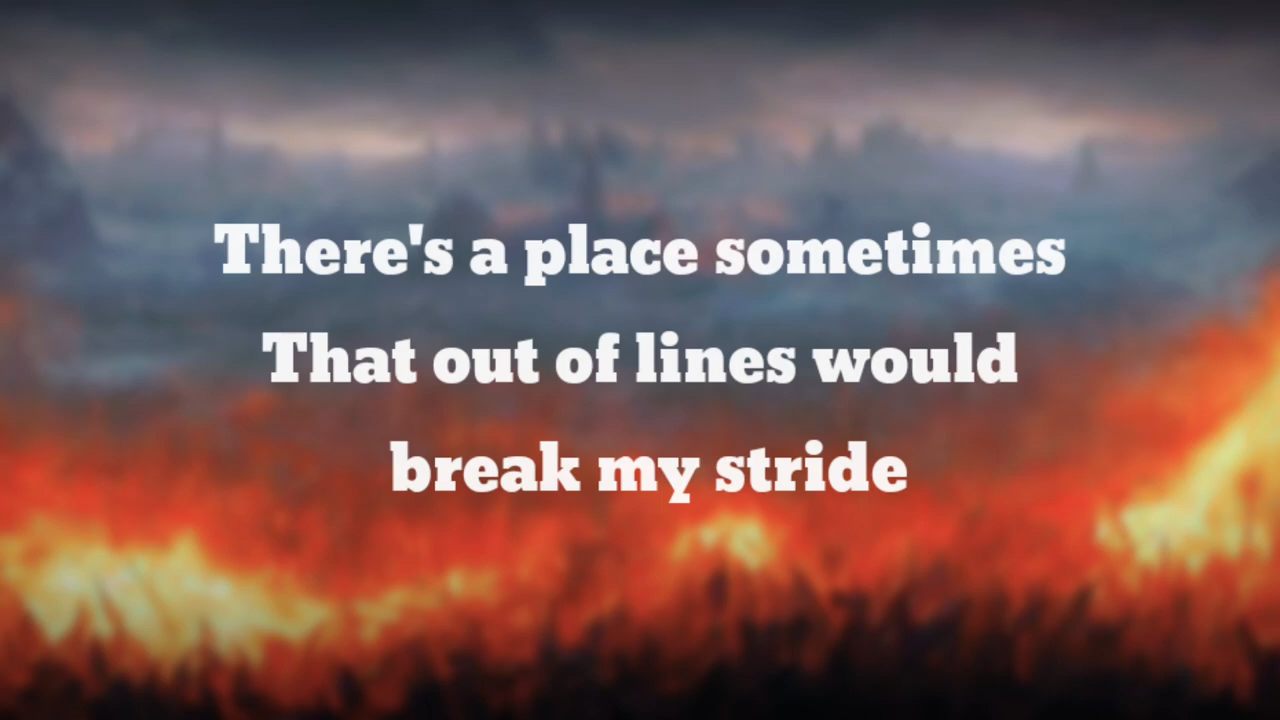 There's a place sometimes
That out of lines would
break my stride